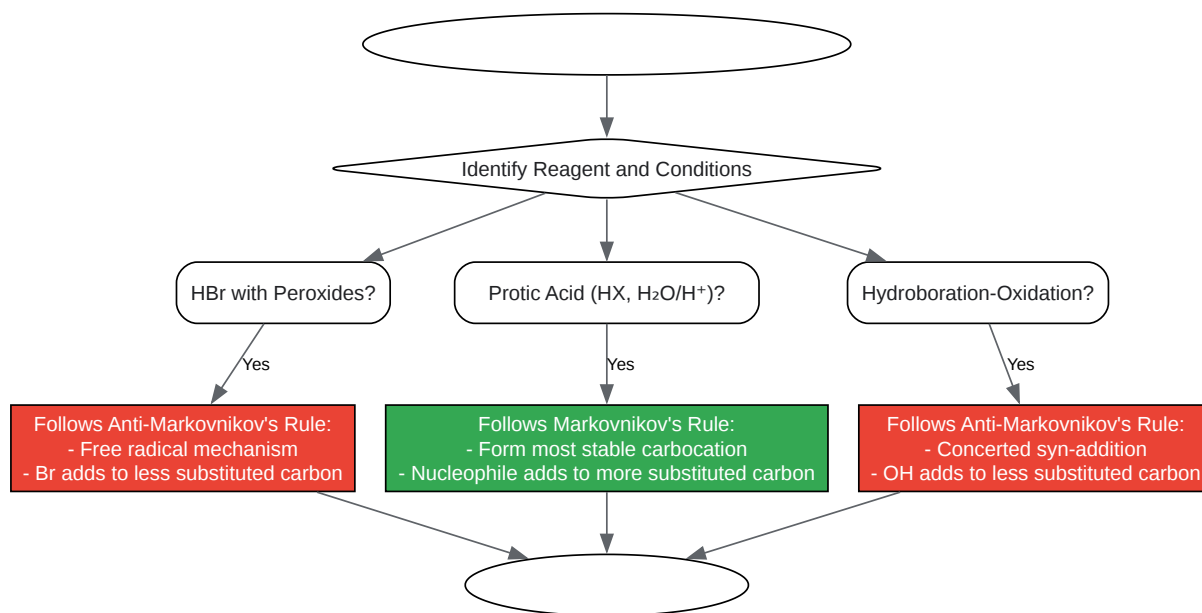 Identify Reagent and Conditions
HBr with Peroxides?
Protic Acid (HX, H₂O/H⁺)?
Hydroboration-Oxidation?
Yes
Yes
Yes
Follows Anti-Markovnikov's Rule:
- Free radical mechanism
- Br adds to less substituted carbon
Follows Markovnikov's Rule:
- Form most stable carbocation
- Nucleophile adds to more substituted carbon
Follows Anti-Markovnikov's Rule:
- Concerted syn-addition
- OH adds to less substituted carbon